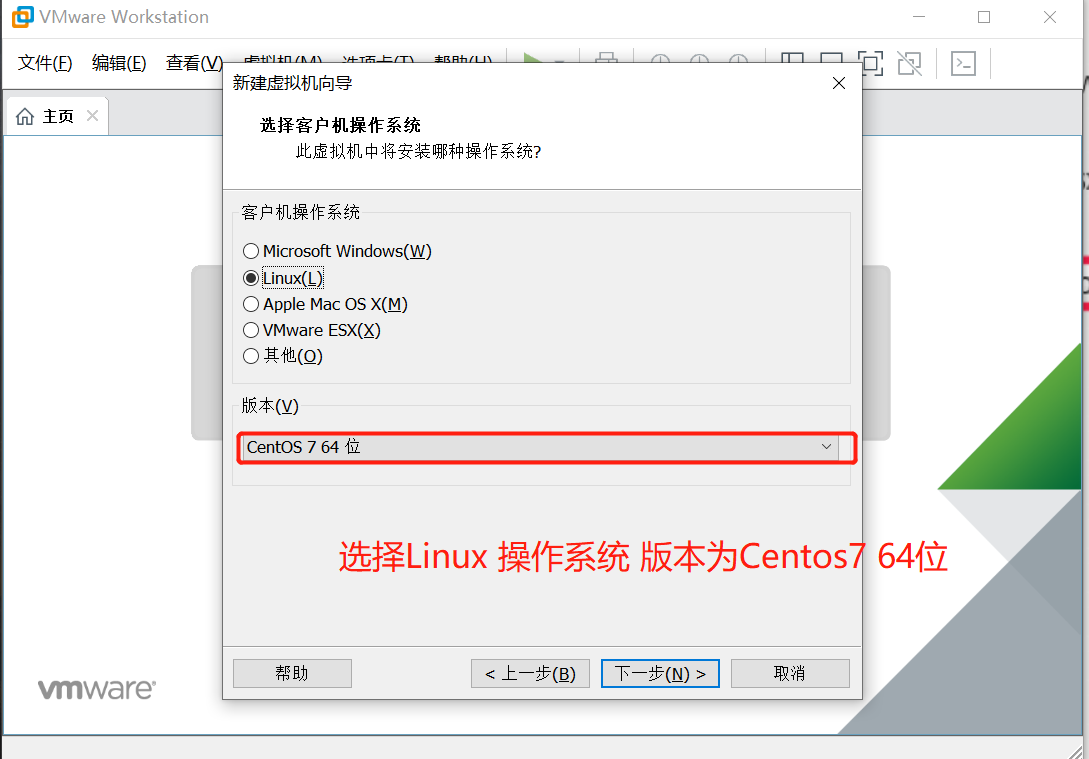 VMware Workstation
文件(F) 编辑(E) 查看(V) 虚拟机(M) 选项卡(T) 帮助(H)
主页
新建虚拟机向导
选择客户机操作系统
此虚拟机中将安装哪种操作系统?
客户机操作系统
Microsoft Windows(W)
Linux(L)
Apple Mac OS X(M)
VMware ESX(X)
其他(O)
版本(V)
CentOS 7 64 位
选择Linux 操作系统 版本为Centos7 64位
帮助
< 上一步(B)
下一步(N) >
取消
vmware